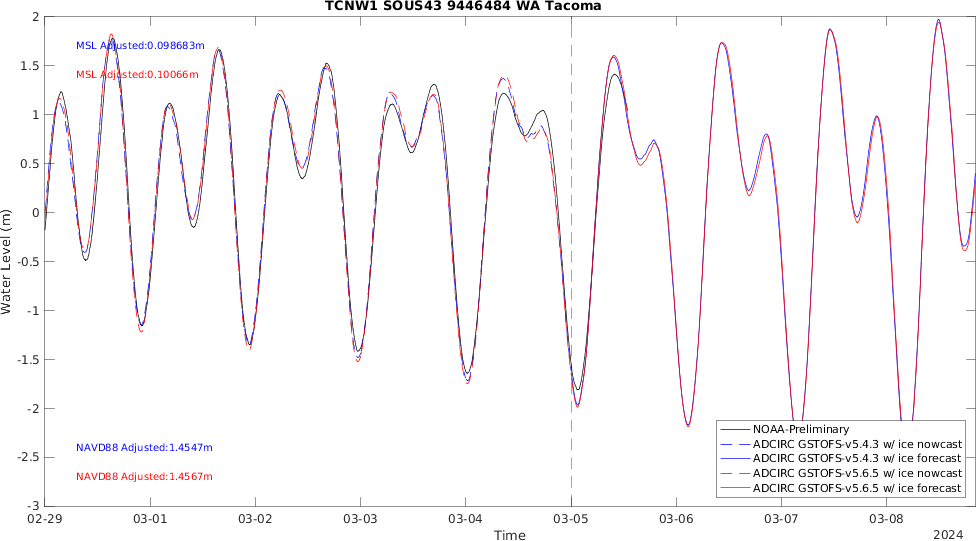 TCNW1 SOUS43 9446484 WA Tacoma
MSL Adjusted:0.098683m
MSL Adjusted:0.10066m
NAVD88 Adjusted:1.4547m
NAVD88 Adjusted:1.4567m
Water Level (m)
2
1.5
1
0.5
0
-0.5
-1
-1.5
-2
-2.5
-3
NOAA-Preliminary
ADCIRC GSTOFS-v5.4.3 w/ ice nowcast
ADCIRC GSTOFS-v5.4.3 w/ ice forecast
ADCIRC GSTOFS-v5.6.5 w/ ice nowcast
ADCIRC GSTOFS-v5.6.5 w/ ice forecast
02-29 03-01 03-02 03-03 03-04 03-05 03-06 03-07 03-08
Time
2024